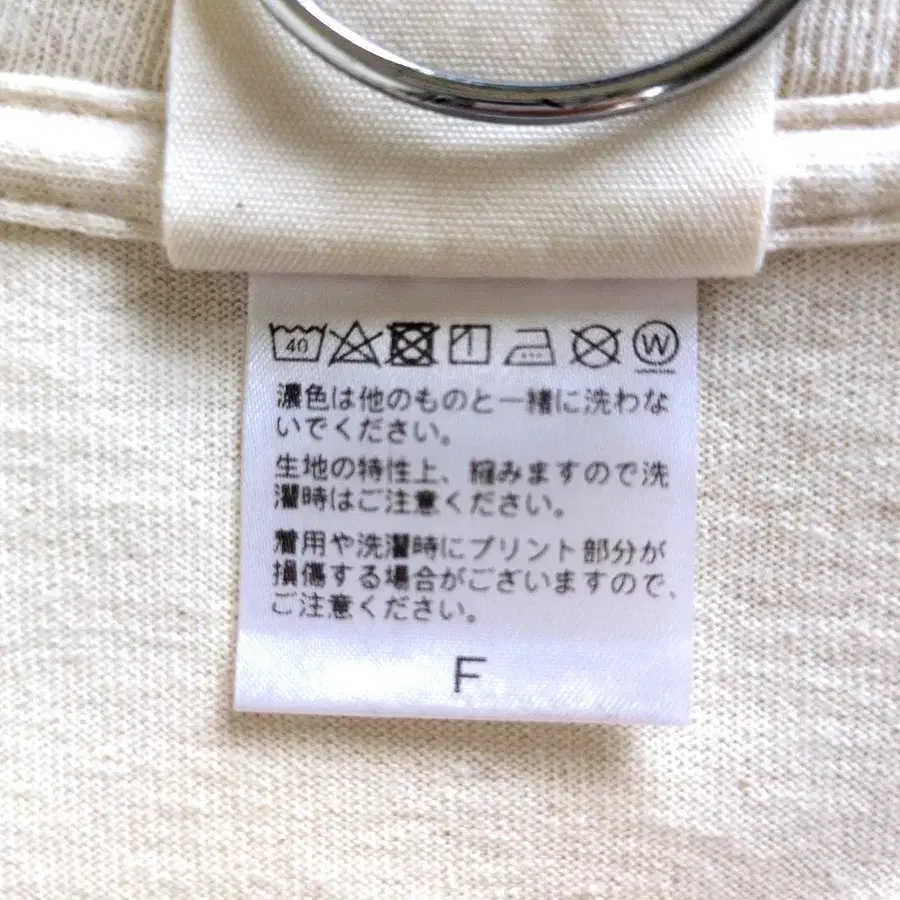 40 W
濃色は他のものと一緒に洗わな
いでください。
生地の特性上、縮みますので洗
濯時はご注意ください。
着用や洗濯時にプリント部分が
損傷する場合がございますので、
ご注意ください。
F